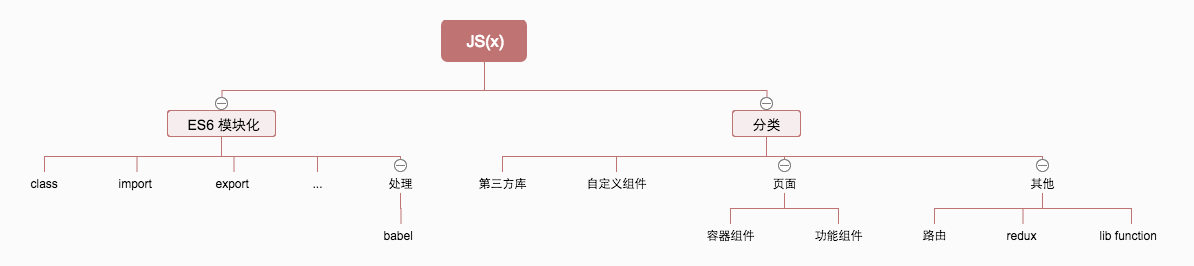 JS(x)
ES6 模块化
分类
class
import
export
...
处理
第三方库
自定义组件
页面
其他
babel
容器组件
功能组件
路由
redux
lib function